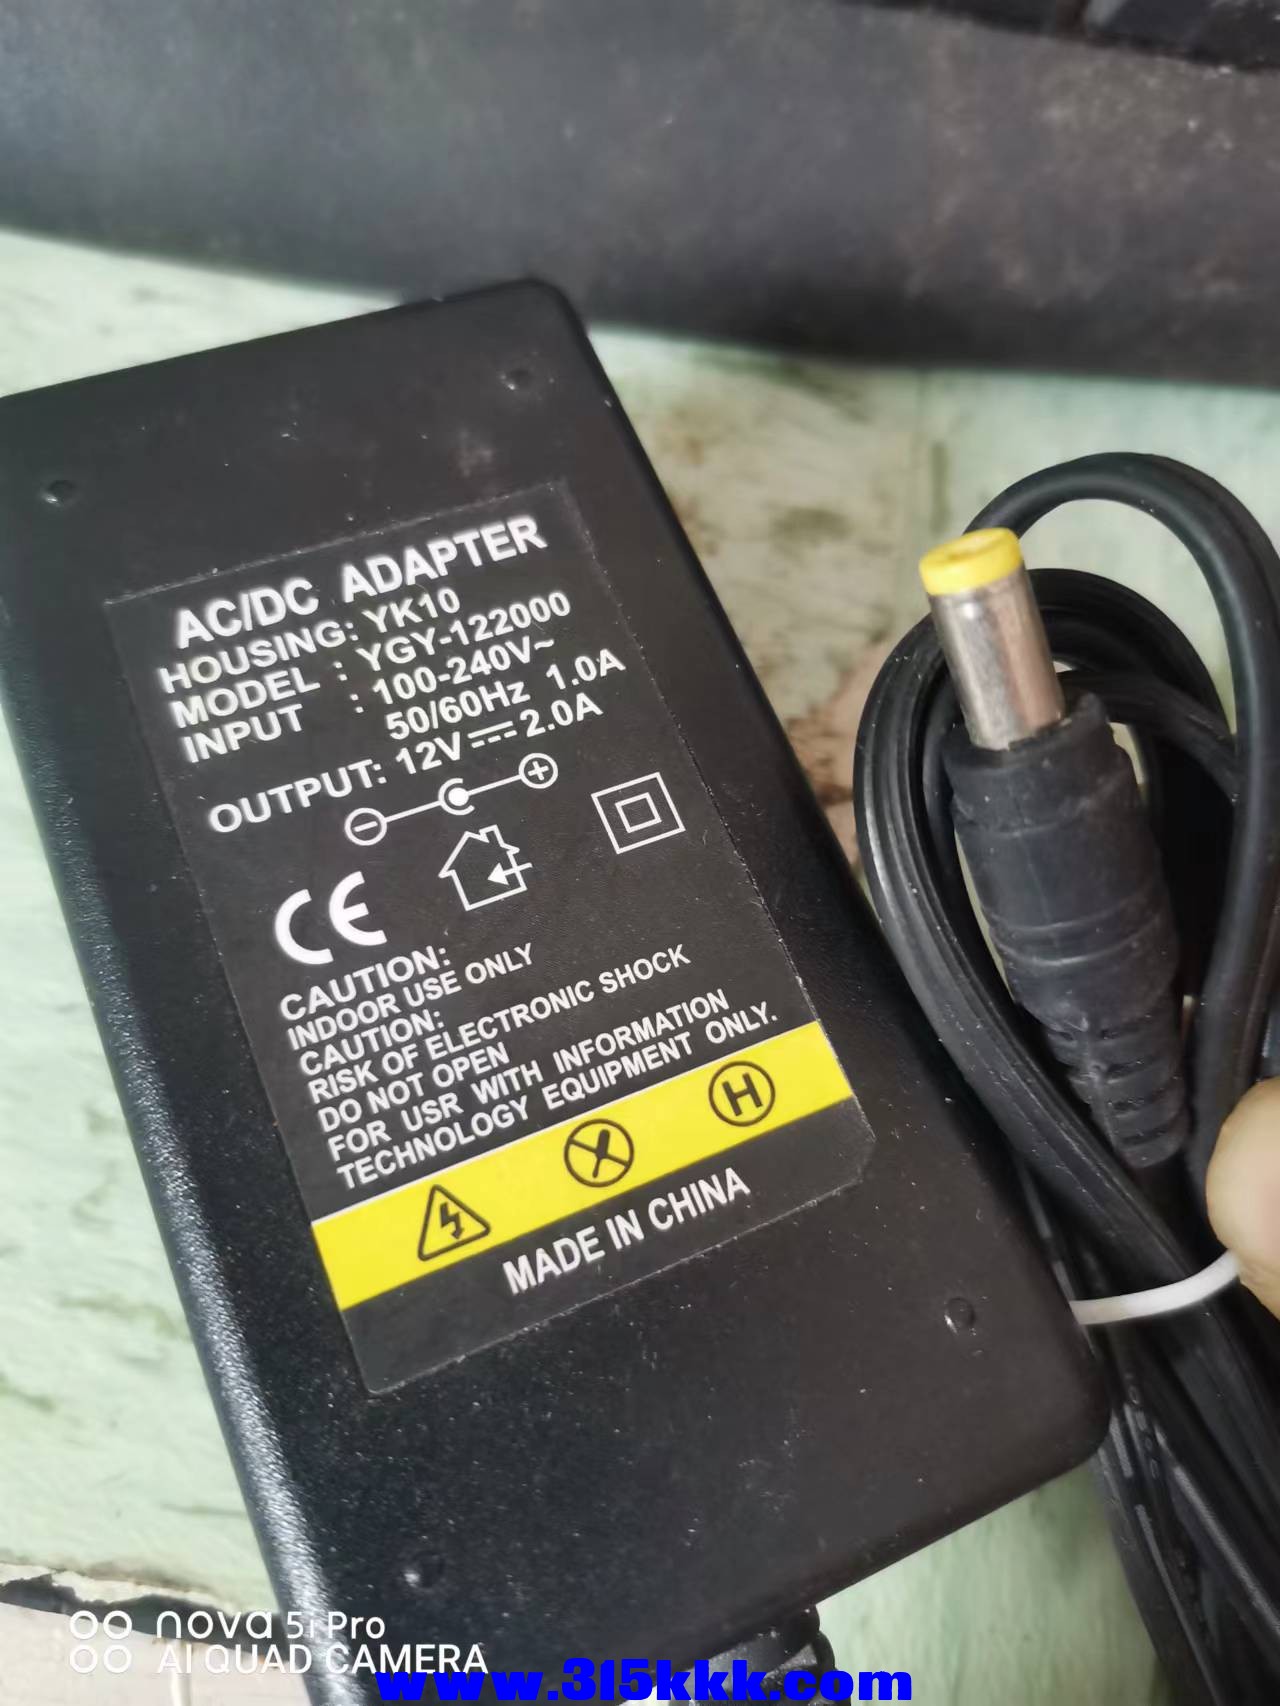 AC/DC ADAPTER
HOUSING: YK10
MODEL : YGY-122000
INPUT : 100-240V~
50/60Hz 1.0A
OUTPUT: 12V⎓2.0A
CE
CAUTION:
INDOOR USE ONLY
CAUTION:
RISK OF ELECTRONIC SHOCK
DO NOT OPEN
FOR USR WITH INFORMATION
TECHNOLOGY EQUIPMENT ONLY.
H
MADE IN CHINA
nova 5i Pro
AI QUAD CAMERA
www.315kkk.com